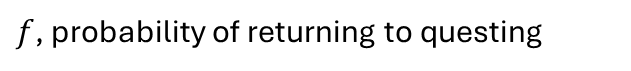 f, probability of returning to questing